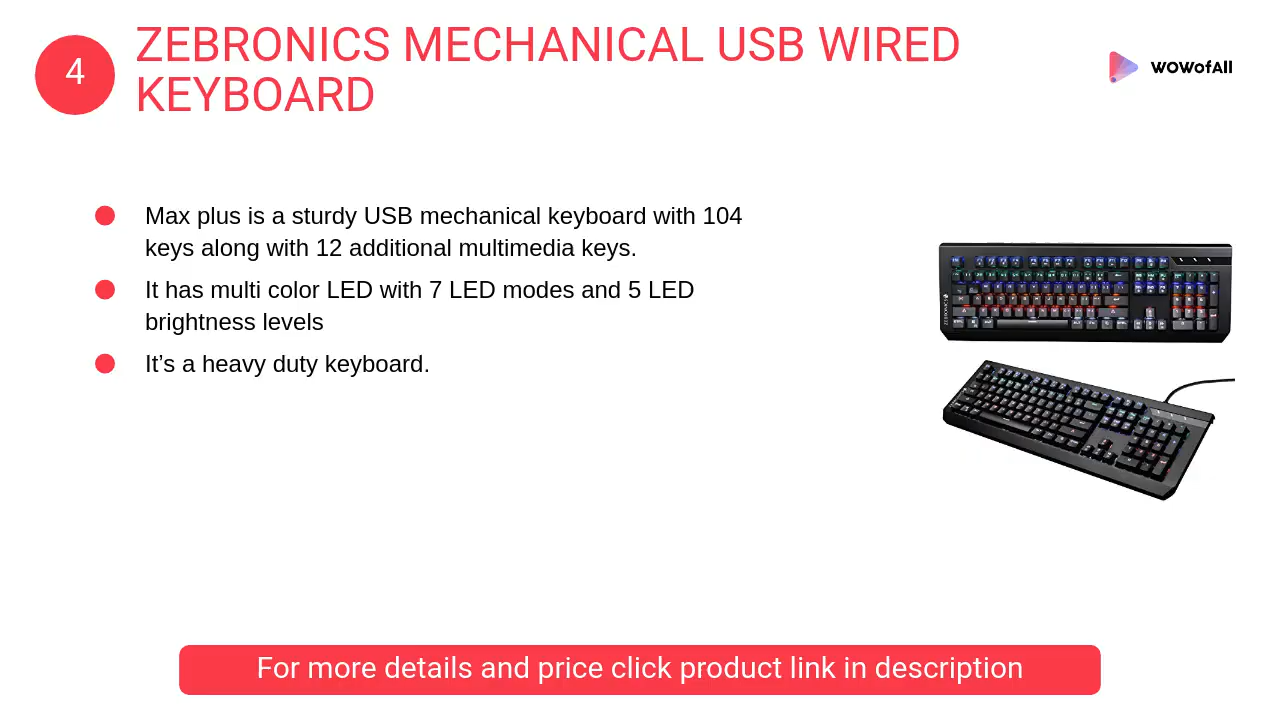 4
ZEBRONICS MECHANICAL USB WIRED
KEYBOARD
WOWofAll
Max plus is a sturdy USB mechanical keyboard with 104
keys along with 12 additional multimedia keys.
It has multi color LED with 7 LED modes and 5 LED
brightness levels
It’s a heavy duty keyboard.
For more details and price click product link in description